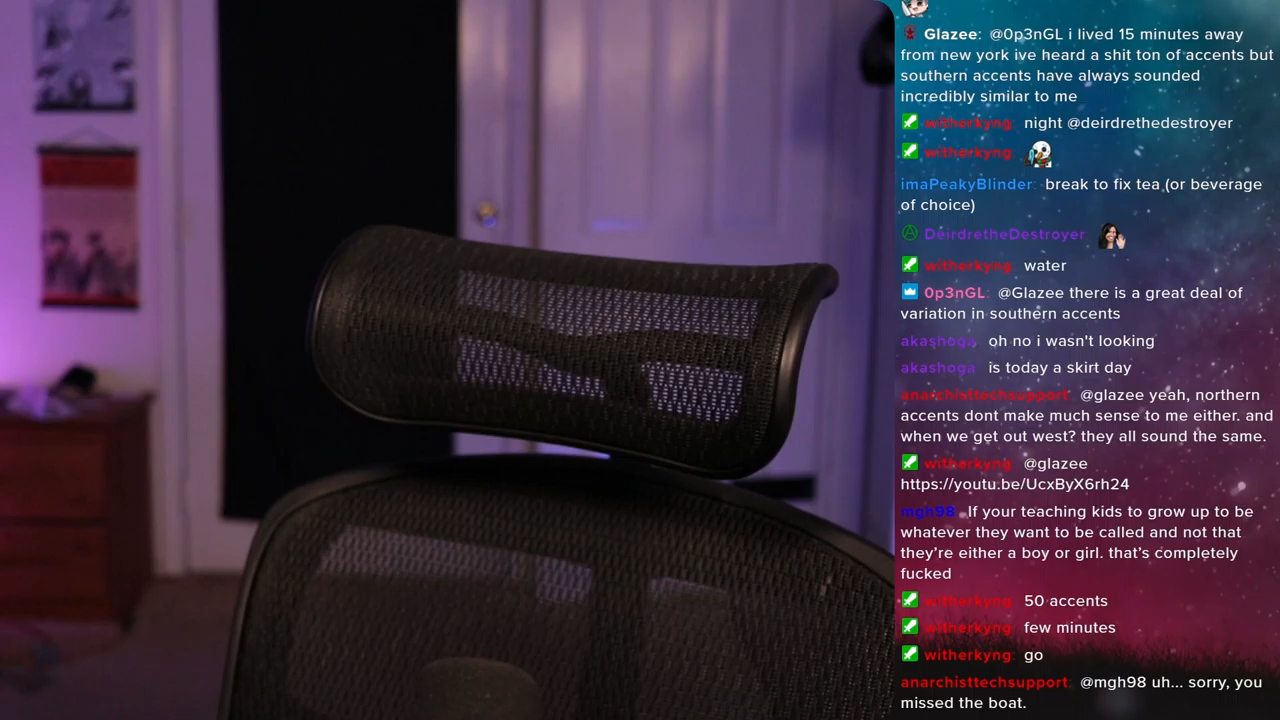 Glazee: @0p3nGL i lived 15 minutes away
from new york ive heard a shit ton of accents but
southern accents have always sounded
incredibly similar to me
witherkyng: night @deirdrethedestroyer
witherkyng:
imaPeakyBlinder: break to fix tea (or beverage
of choice)
DeirdretheDestroyer
witherkyng: water
0p3nGL: @Glazee there is a great deal of
variation in southern accents
akashoga: oh no i wasn't looking
akashoga: is today a skirt day
anarchisttechsupport: @glazee yeah, northern
accents dont make much sense to me either. and
when we get out west? they all sound the same.
witherkyng: @glazee
https://youtu.be/UcxByX6rh24
mgh98: If your teaching kids to grow up to be
whatever they want to be called and not that
they’re either a boy or girl. that’s completely
fucked
witherkyng: 50 accents
witherkyng: few minutes
witherkyng: go
anarchisttechsupport: @mgh98 uh... sorry, you
missed the boat.